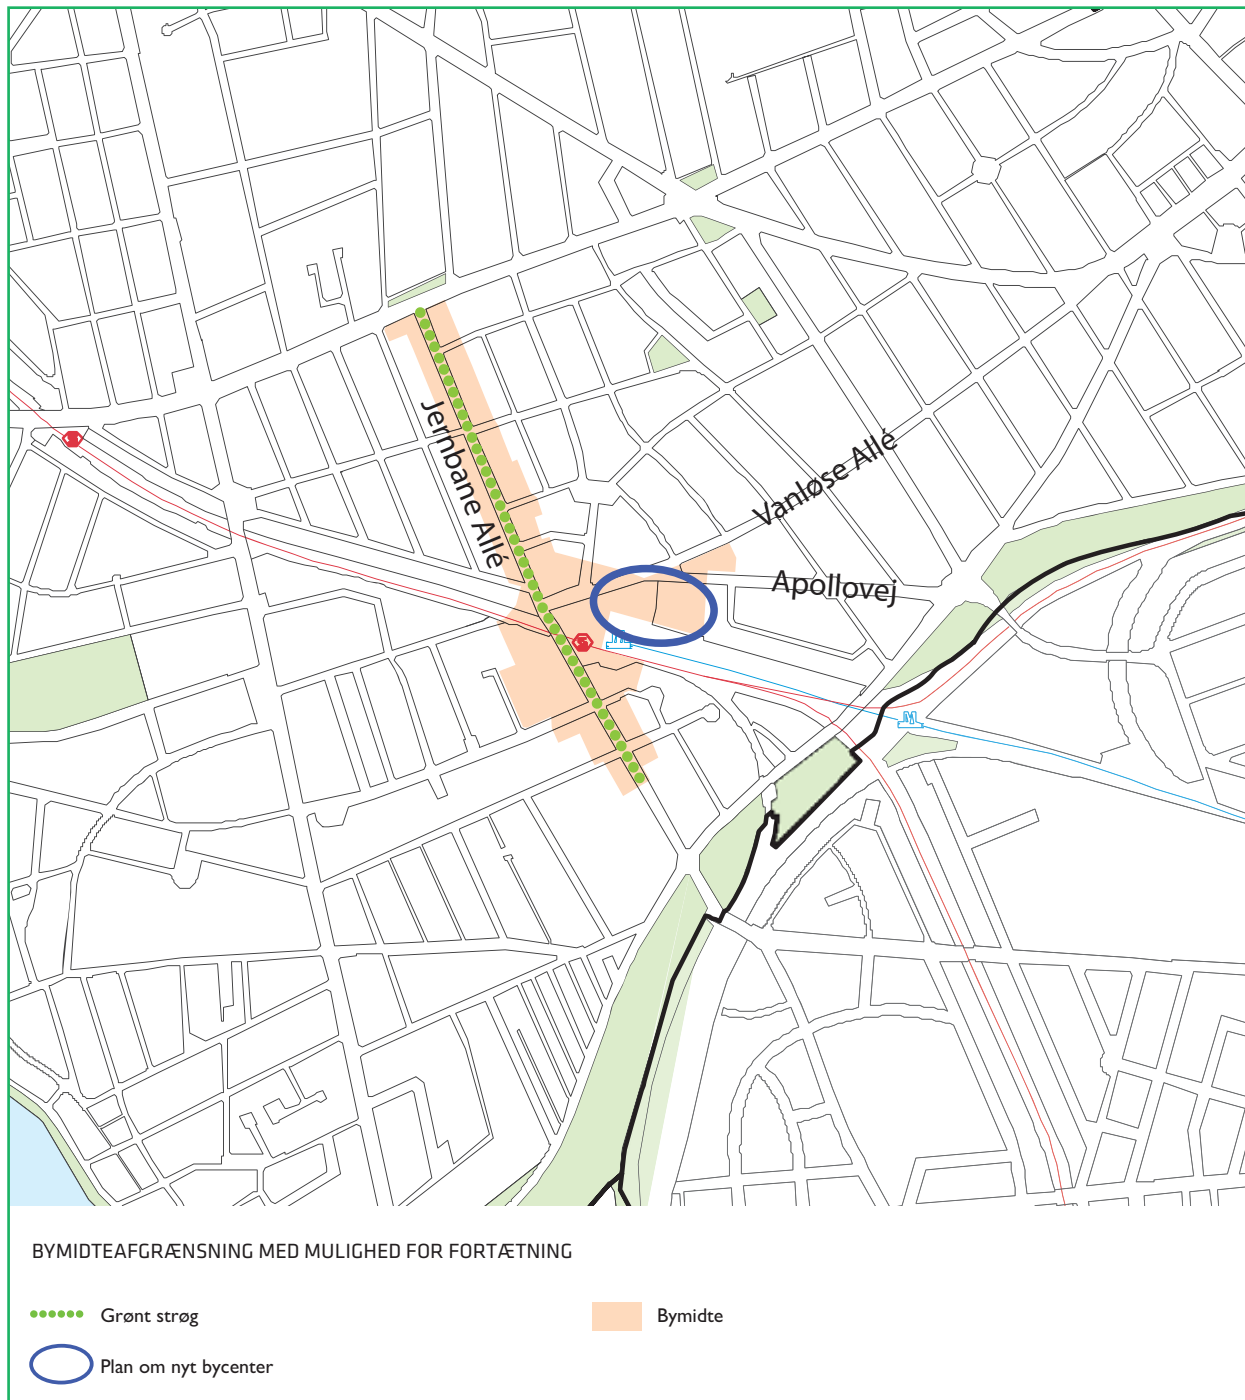 Jernbane Allé
Vanløse Allé
Apollovej
S
S
M
M
BYMIDTEAFGRÆNSNING MED MULIGHED FOR FORTÆTNING
Grønt strøg
Bymidte
Plan om nyt bycenter